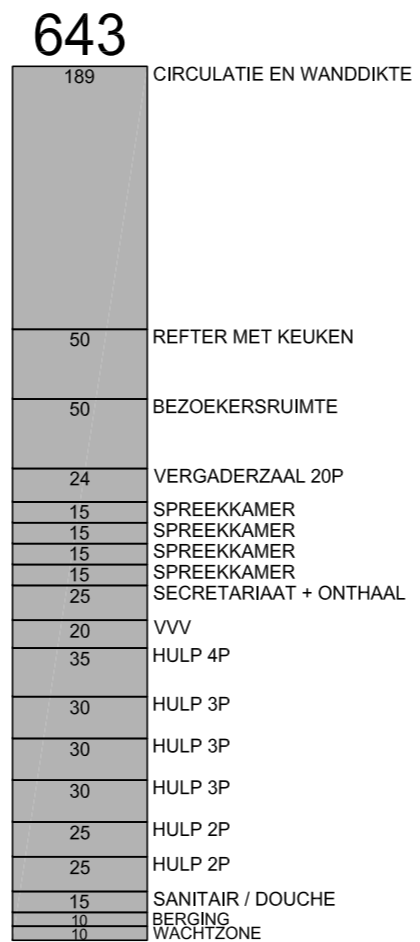 643
189 CIRCULATIE EN WANDDIKTE
50 REFTER MET KEUKEN
50 BEZOEKERSRUIMTE
24 VERGADERZAAL 20P
15 SPREEKKAMER
15 SPREEKKAMER
15 SPREEKKAMER
15 SPREEKKAMER
25 SECRETARIAAT + ONTHAAL
20 VVV
35 HULP 4P
30 HULP 3P
30 HULP 3P
30 HULP 3P
25 HULP 2P
25 HULP 2P
15 SANITAIR / DOUCHE
10 BERGING
10 WACHTZONE